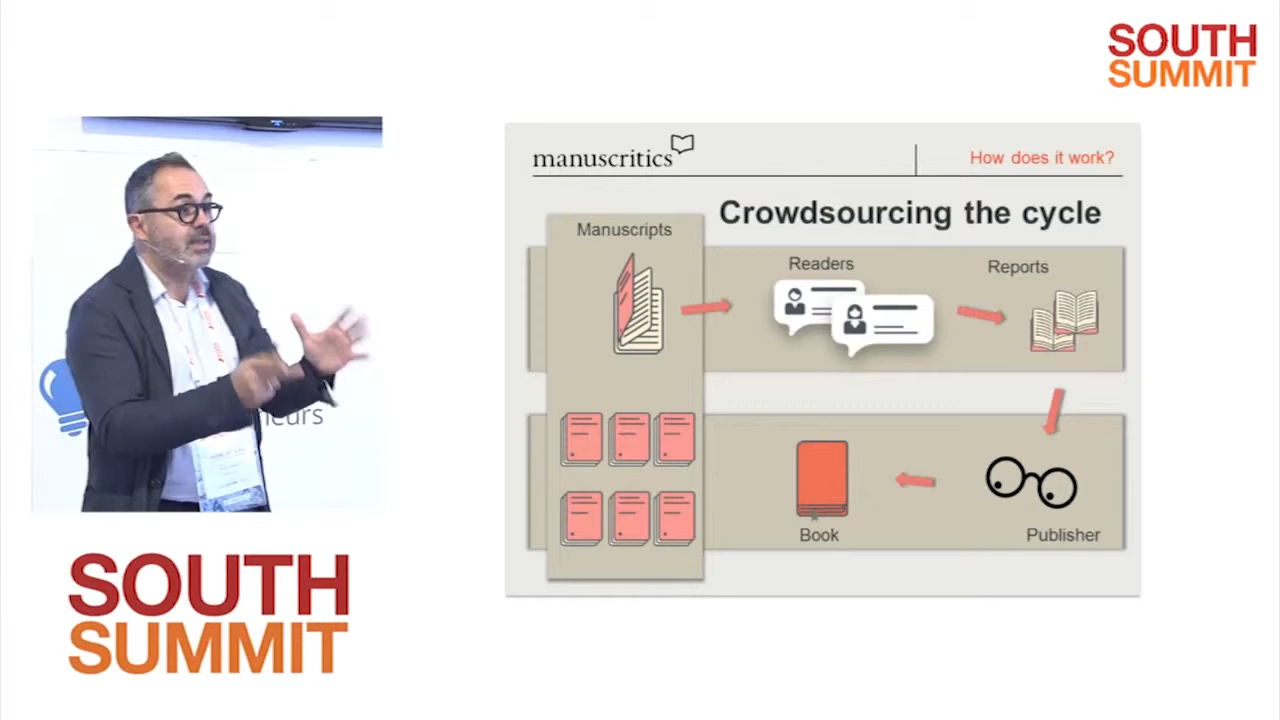 SOUTH
SUMMIT
manuscritics
How does it work?
Crowdsourcing the cycle
Manuscripts
Readers
Reports
Book
Publisher
SOUTH
SUMMIT